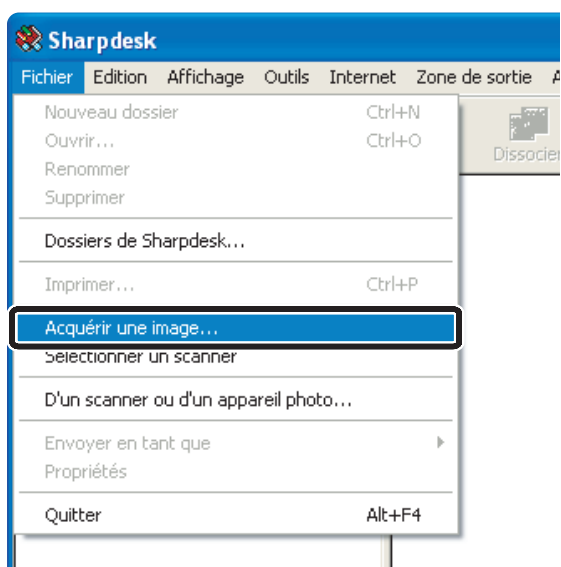 Sharpdesk
Fichier Edition Affichage Outils Internet Zone de sortie
Nouveau dossier Ctrl+N
Ouvrir... Ctrl+O
Dissocier
Renommer
Supprimer
Dossiers de Sharpdesk...
Imprimer... Ctrl+P
Acquérir une image...
Sélectionner un scanner
D'un scanner ou d'un appareil photo...
Envoyer en tant que
Propriétés
Quitter Alt+F4